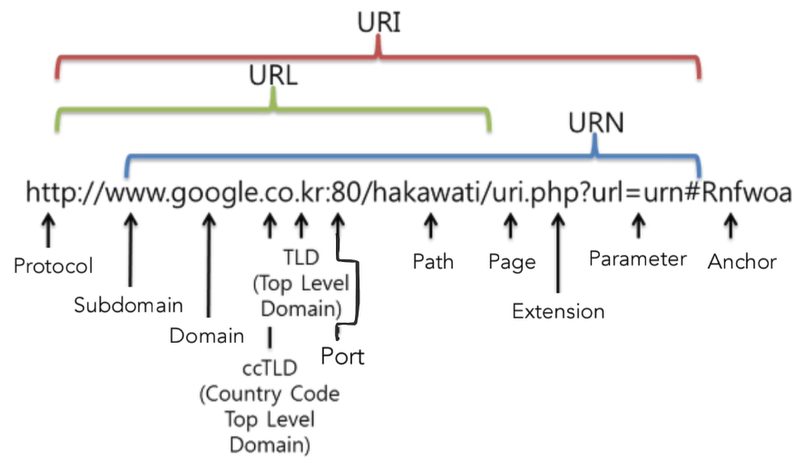 URI
URL
URN
http://www.google.co.kr:80/hakawati/uri.php?url=urn#Rnfwoa
Protocol
Subdomain
Domain
TLD
(Top Level
Domain)
ccTLD
(Country Code
Top Level
Domain)
Port
Path
Page
Extension
Parameter
Anchor